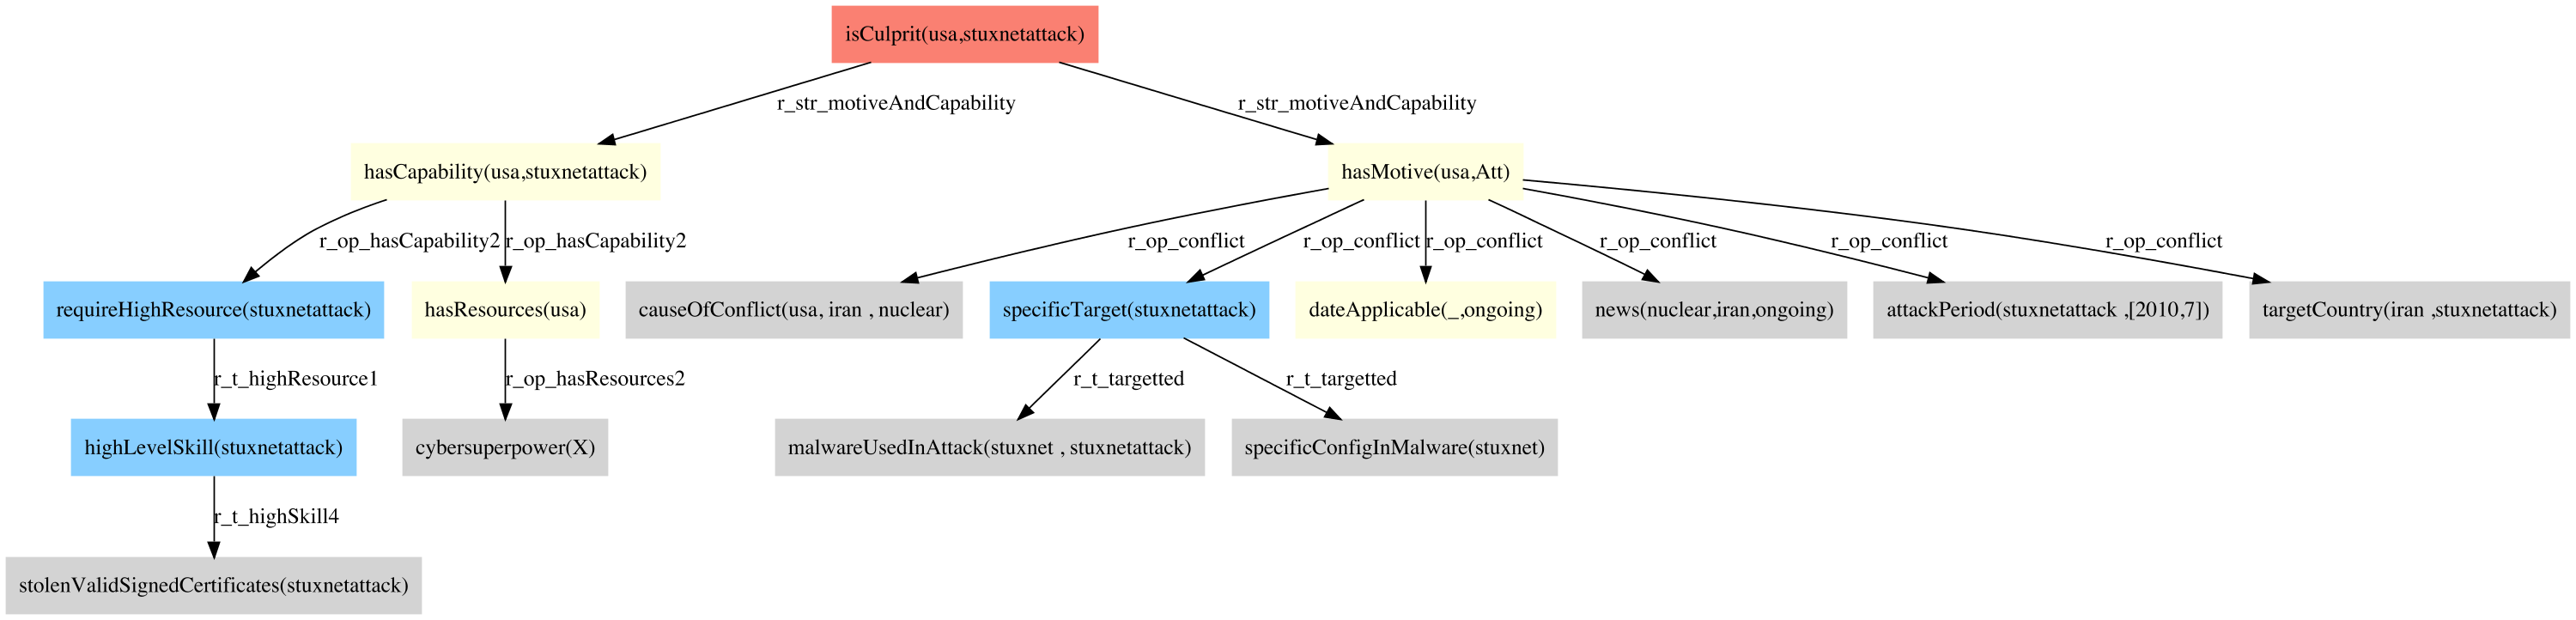 isCulprit(usa,stuxnetattack)
r_str_motiveAndCapability
r_str_motiveAndCapability
hasCapability(usa,stuxnetattack)
hasMotive(usa,Att)
r_op_hasCapability2
r_op_hasCapability2
r_op_conflict
r_op_conflict
r_op_conflict
r_op_conflict
r_op_conflict
r_op_conflict
requireHighResource(stuxnetattack)
hasResources(usa)
causeOfConflict(usa, iran , nuclear)
specificTarget(stuxnetattack)
dateApplicable(_,ongoing)
news(nuclear,iran,ongoing)
attackPeriod(stuxnetattack ,[2010,7])
targetCountry(iran ,stuxnetattack)
r_t_highResource1
r_op_hasResources2
r_t_targetted
r_t_targetted
highLevelSkill(stuxnetattack)
cybersuperpower(X)
malwareUsedInAttack(stuxnet , stuxnetattack)
specificConfigInMalware(stuxnet)
r_t_highSkill4
stolenValidSignedCertificates(stuxnetattack)